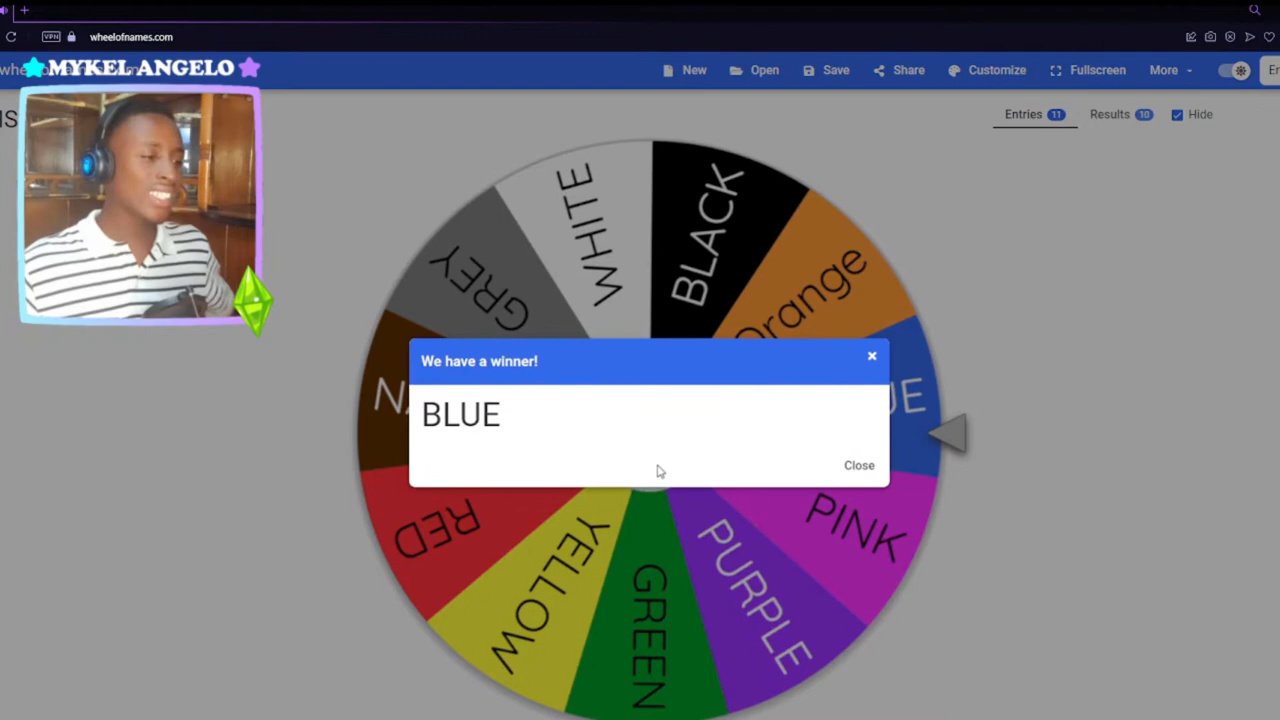 +
VPN wheelofnames.com
MYKEL ANGELO
New Open Save Share Customize Fullscreen More
Entries 11 Results 10 Hide
WHITE
BLACK
GREY
Orange
We have a winner!
BLUE
Close
RED
YELLOW
GREEN
PURPLE
PINK